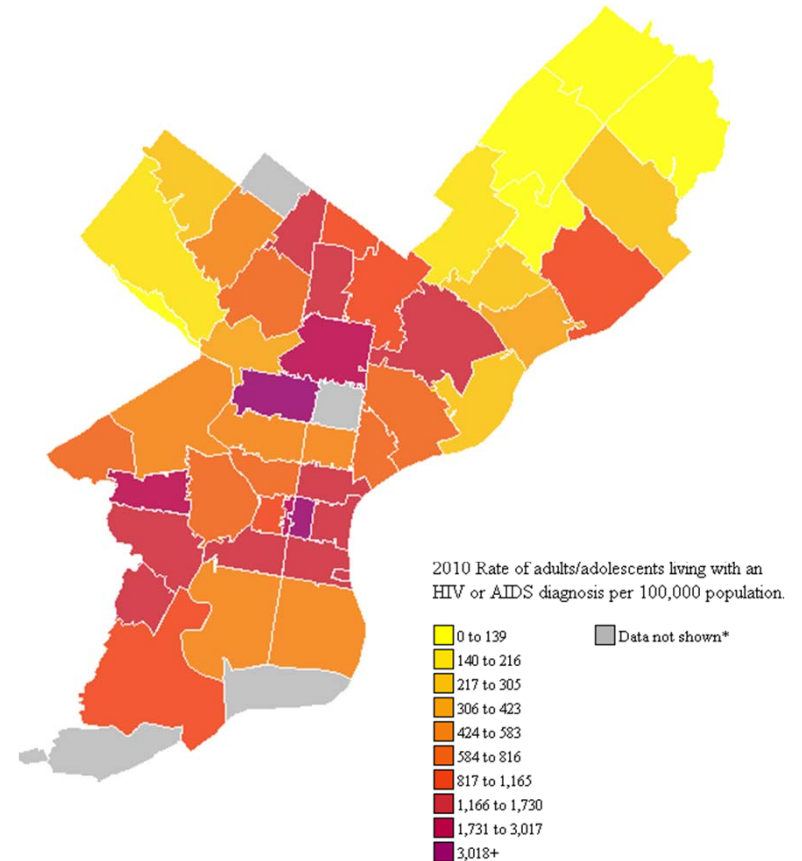 2010 Rate of adults/adolescents living with an
HIV or AIDS diagnosis per 100,000 population.
0 to 139
Data not shown*
140 to 216
217 to 305
306 to 423
424 to 583
584 to 816
817 to 1,165
1,166 to 1,730
1,731 to 3,017
3,018+